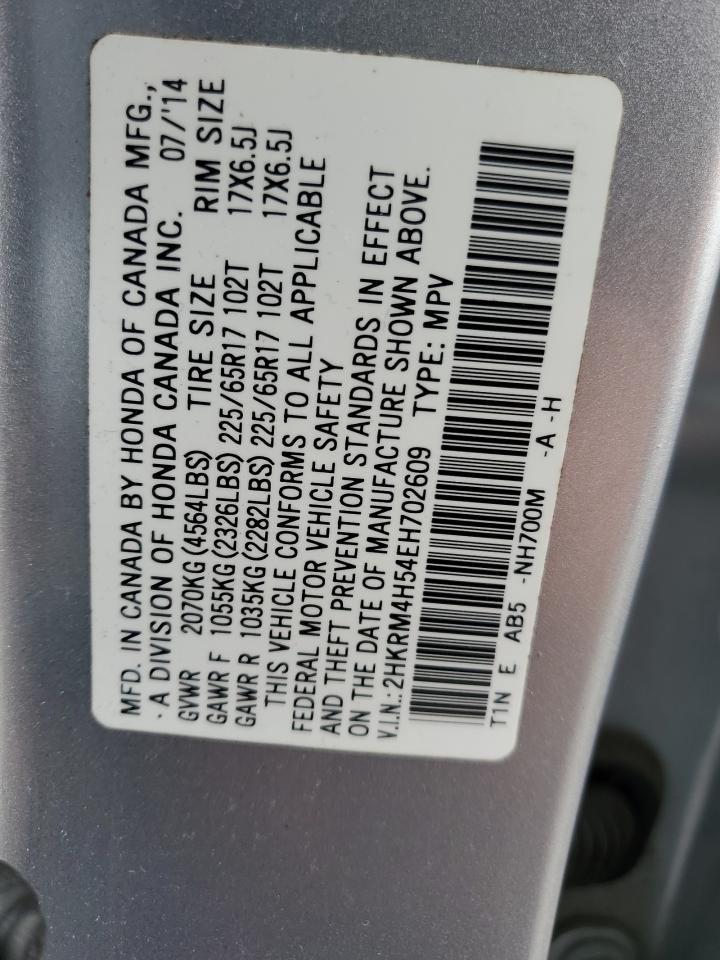 MFD. IN CANADA BY HONDA OF CANADA MFG.,
· A DIVISION OF HONDA CANADA INC. 07/'14
GVWR 2070KG(4564LBS) TIRE SIZE RIM SIZE
GAWR F 1055KG(2326LBS) 225/65R17 102T 17X6.5J
GAWR R 1035KG(2282LBS) 225/65R17 102T 17X6.5J
THIS VEHICLE CONFORMS TO ALL APPLICABLE
FEDERAL MOTOR VEHICLE SAFETY
AND THEFT PREVENTION STANDARDS IN EFFECT
ON THE DATE OF MANUFACTURE SHOWN ABOVE.
V.I.N.: 2HKRM4H54EH702609 TYPE: MPV
T1N E AB5 -NH700M -A -H